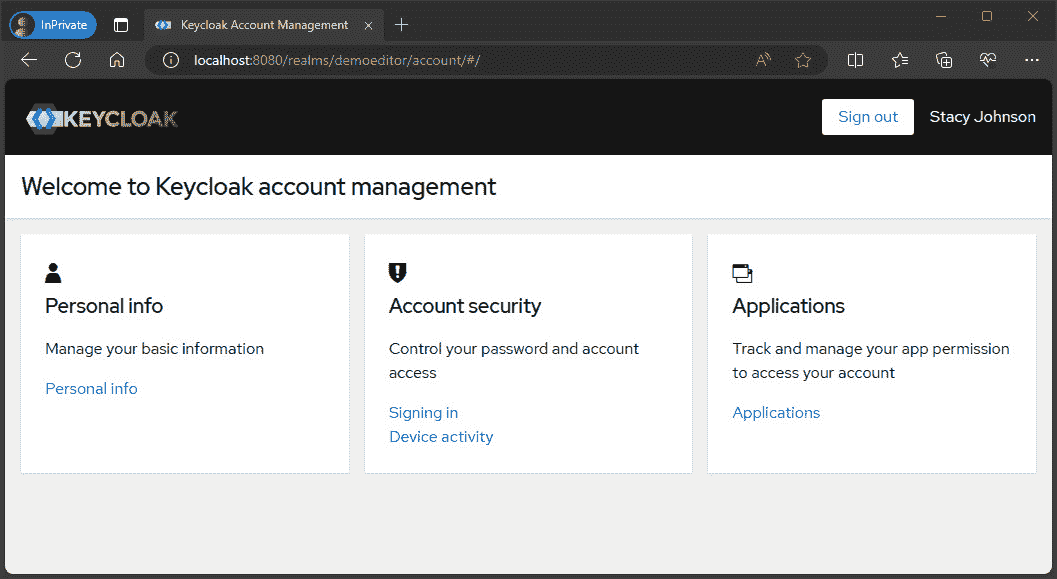 InPrivate
Keycloak Account Management
localhost:8080/realms/demoeditor/account/#/
KEYCLOAK
Sign out
Stacy Johnson
Welcome to Keycloak account management
Personal info
Manage your basic information
Personal info
Account security
Control your password and account
access
Signing in
Device activity
Applications
Track and manage your app permission
to access your account
Applications